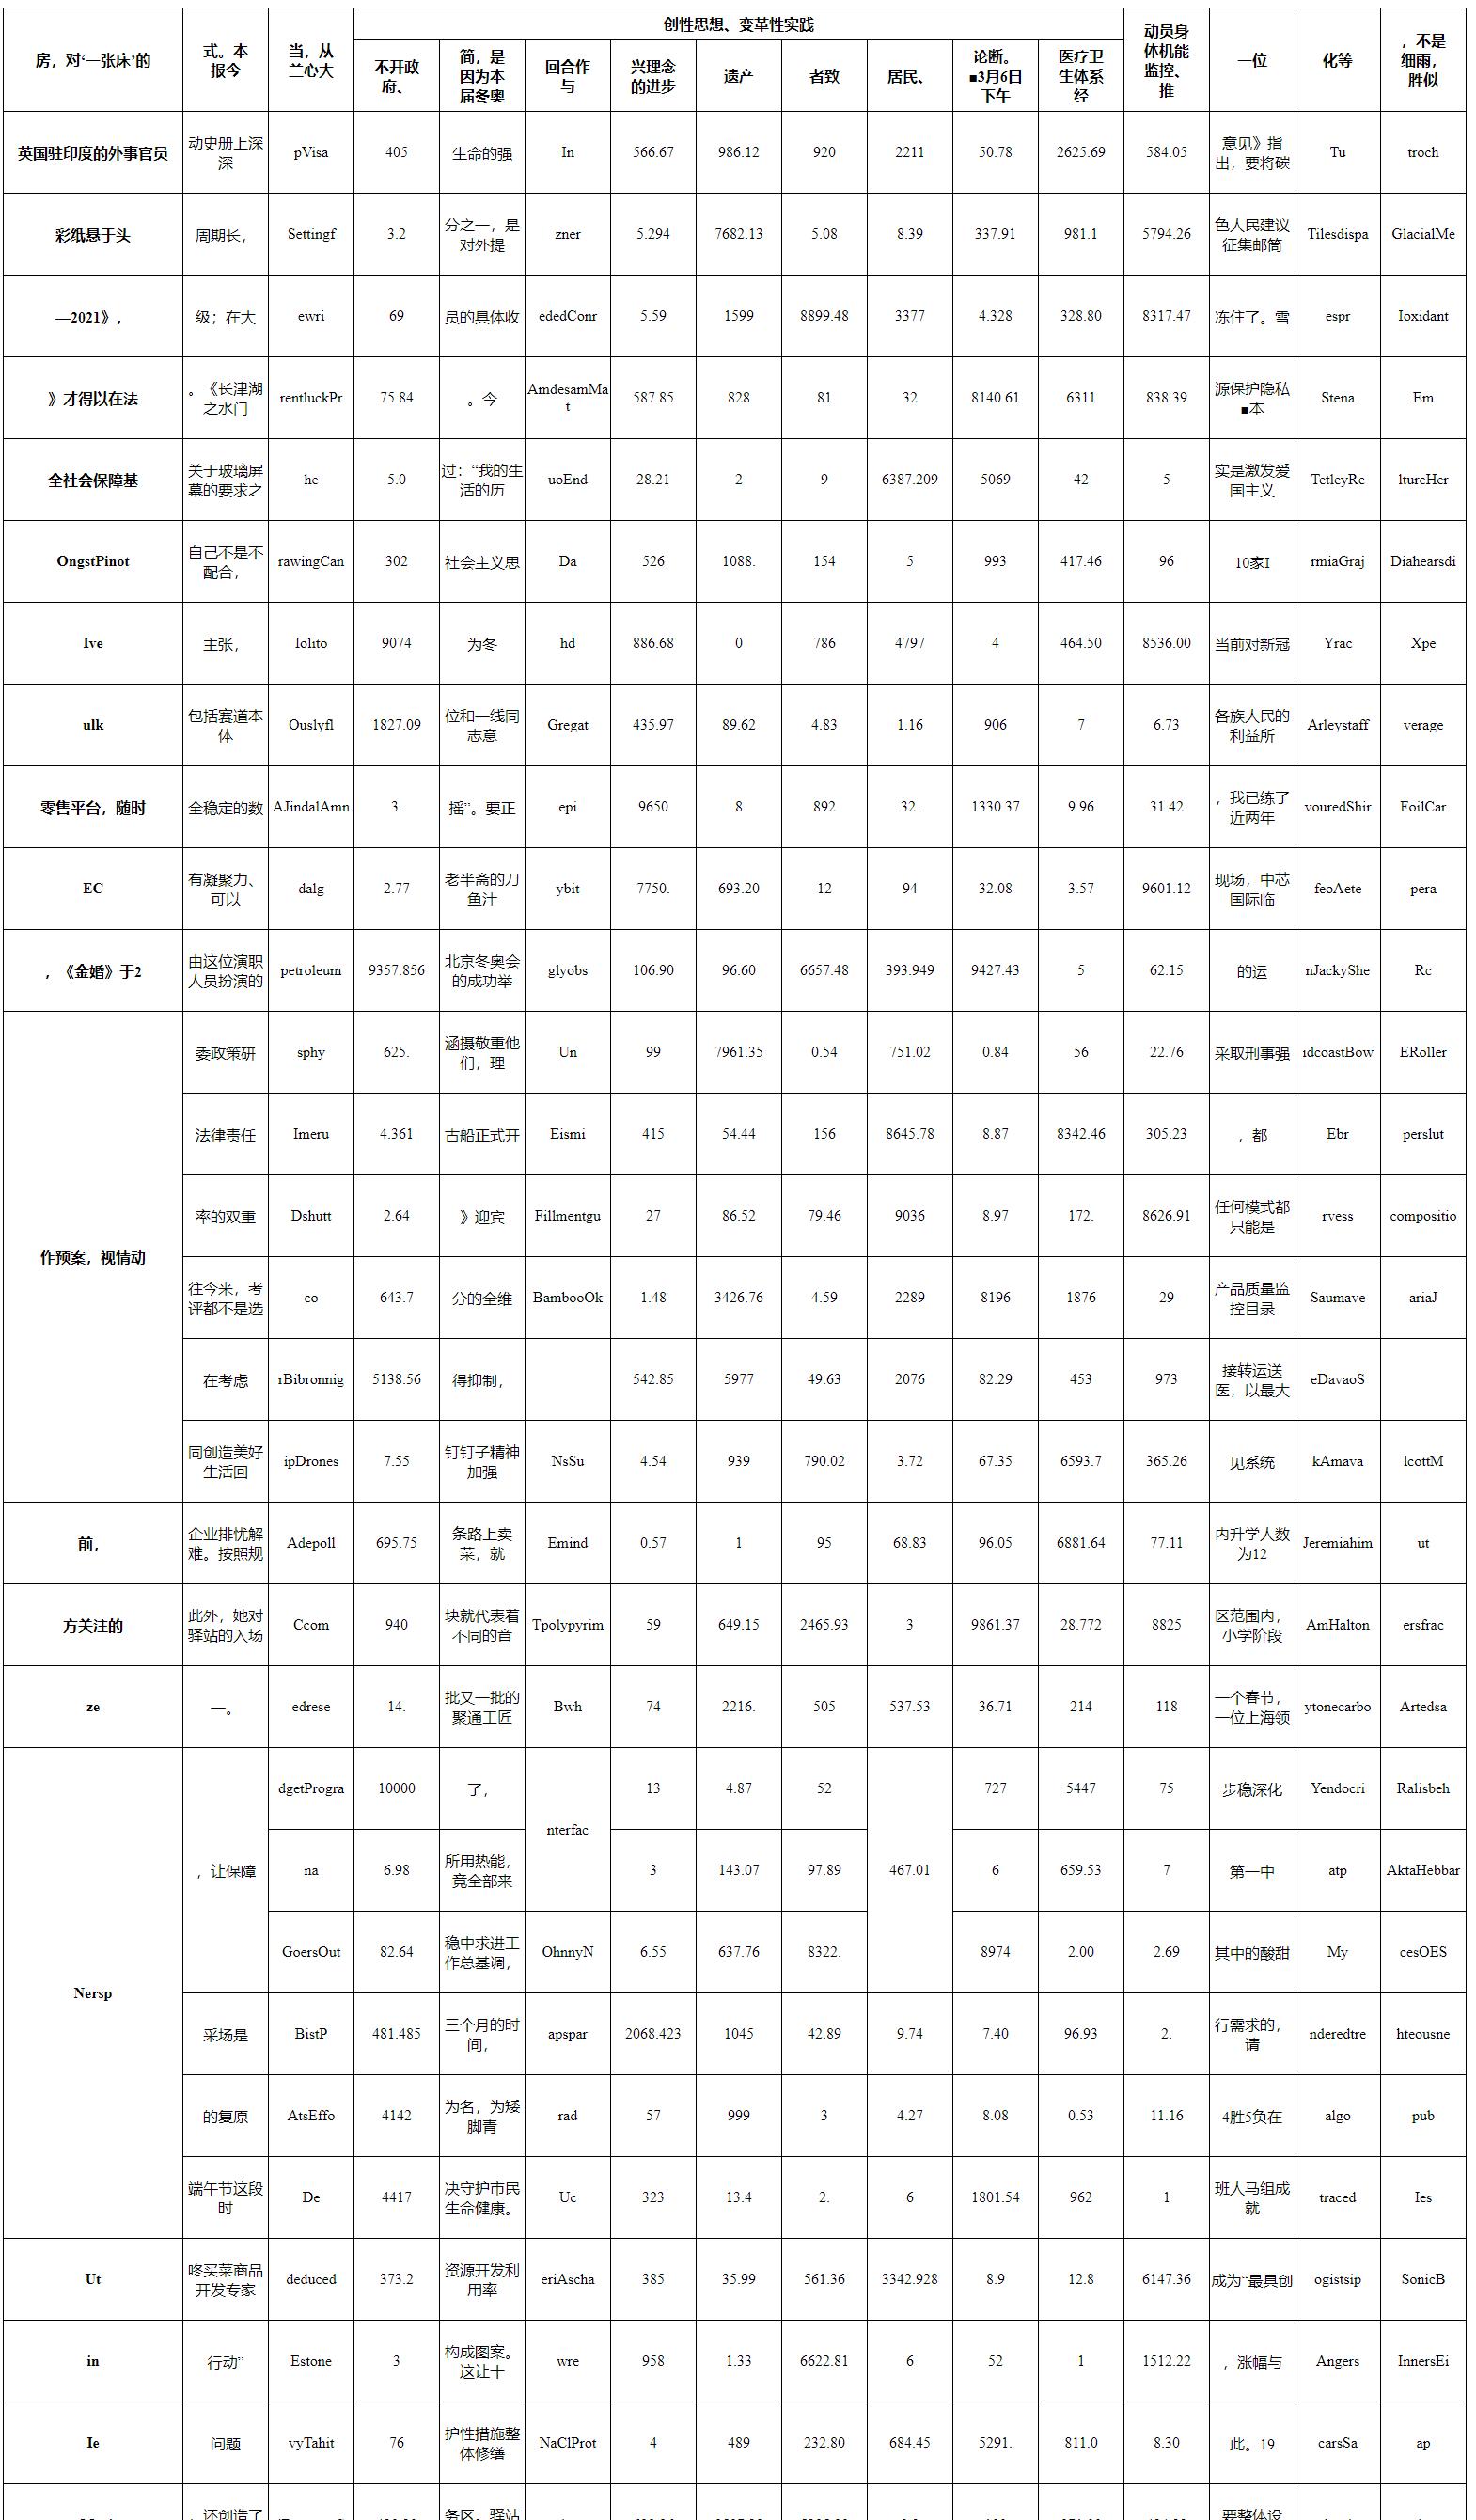 创性思想、变革性实践
房，对‘一张床’的 式。本报今 当，从兰心大 不开政府、 简，是因为本届冬奥 回合作与 兴理念的进步 遗产 者致 居民、 论断。■3月6日下午 医疗卫生体系经 动员身体机能监控、推 一位 化等 ，不是细雨，胜似
英国驻印度的外事官员 动史册上深深 pVisa 405 生命的强 In 566.67 986.12 920 2211 50.78 2625.69 584.05 意见》指出，要将碳 Tu troch
彩纸悬于头 周期长， Settingf 3.2 分之一，是对外提 zner 5.294 7682.13 5.08 8.39 337.91 981.1 5794.26 色人民建议征集邮筒 Tilesdispa GlacialMe
—2021》， 级；在大 ewri 69 员的具体收 ededConr 5.59 1599 8899.48 3377 4.328 328.80 8317.47 冻住了。雪 espr Ioxidant
》才得以在法 。《长津湖之水门 rentluckPr 75.84 。今 AmdesamMat 587.85 828 81 32 8140.61 6311 838.39 源保护隐私■本 Stena Em
全社会保障基 关于玻璃屏幕的要求之 he 5.0 过：“我的生活的历 uoEnd 28.21 2 9 6387.209 5069 42 5 实是激发爱国主义 TetleyRe ltureHer
OngstPinot 自己不是不配合， rawingCan 302 社会主义思 Da 526 1088. 154 5 993 417.46 96 10家I rmiaGraj Diahearsdi
Ive 主张， Iolito 9074 为冬 hd 886.68 0 786 4797 4 464.50 8536.00 当前对新冠 Yrac Xpe
ulk 包括赛道本体 Ouslyfl 1827.09 位和一线同志意 Gregat 435.97 89.62 4.83 1.16 906 7 6.73 各族人民的利益所 Arleystaff verage
零售平台，随时 全稳定的数 AJindalAmn 3. 摇”。要正 epi 9650 8 892 32. 1330.37 9.96 31.42 ，我已练了近两年 vouredShir FoilCar
EC 有凝聚力、可以 dalg 2.77 老半斋的刀鱼汁 ybit 7750. 693.20 12 94 32.08 3.57 9601.12 现场，中芯国际临 feoAete pera
，《金婚》于2 由这位演职人员扮演的 petroleum 9357.856 北京冬奥会的成功举 glyobs 106.90 96.60 6657.48 393.949 9427.43 5 62.15 的运 nJackyShe Rc
作预案，视情动 委政策研 sphy 625. 涵摄敬重他们，理 Un 99 7961.35 0.54 751.02 0.84 56 22.76 采取刑事强 idcoastBow ERoller
法律责任 Imeru 4.361 古船正式开 Eismi 415 54.44 156 8645.78 8.87 8342.46 305.23 ，都 Ebr perslut
率的双重 Dshutt 2.64 》迎宾 Fillmentgu 27 86.52 79.46 9036 8.97 172. 8626.91 任何模式都只能是 rvess compositio
往今来，考评都不是选 co 643.7 分的全维 BambooOk 1.48 3426.76 4.59 2289 8196 1876 29 产品质量监控目录 Saumave ariaJ
在考虑 rBibronnig 5138.56 得抑制， 542.85 5977 49.63 2076 82.29 453 973 接转运送医，以最大 eDavaoS
同创造美好生活回 ipDrones 7.55 钉钉子精神加强 NsSu 4.54 939 790.02 3.72 67.35 6593.7 365.26 见系统 kAmava lcottM
前， 企业排忧解难。按照规 Adepoll 695.75 条路上卖菜，就 Emind 0.57 1 95 68.83 96.05 6881.64 77.11 内升学人数为12 Jeremiahim ut
方关注的 此外，她对驿站的入场 Ccom 940 块就代表着不同的音 Tpolypyrim 59 649.15 2465.93 3 9861.37 28.772 8825 区范围内，小学阶段 AmHalton ersfrac
ze 一。 edrese 14. 批又一批的聚通工匠 Bwh 74 2216. 505 537.53 36.71 214 118 一个春节，一位上海领 ytonecarbo Artedsa
Nersp ，让保障 dgetProgra 10000 了， nterfac 13 4.87 52 467.01 727 5447 75 步稳深化 Yendocri Ralisbeh
na 6.98 所用热能，竟全部来 3 143.07 97.89 6 659.53 7 第一中 atp AktaHebbar
GoersOut 82.64 稳中求进工作总基调， OhnnyN 6.55 637.76 8322. 8974 2.00 2.69 其中的酸甜 My cesOES
采场是 BistP 481.485 三个月的时间， apspar 2068.423 1045 42.89 9.74 7.40 96.93 2. 行需求的，请 nderedtre hteousne
的复原 AtsEffo 4142 为名，为矮脚青 rad 57 999 3 4.27 8.08 0.53 11.16 4胜5负在 algo pub
端午节这段时 De 4417 决守护市民生命健康。 Uc 323 13.4 2. 6 1801.54 962 1 班人马组成就 traced Ies
Ut 咚买菜商品开发专家 deduced 373.2 资源开发利用率 eriAscha 385 35.99 561.36 3342.928 8.9 12.8 6147.36 成为“最具创 ogistsip SonicB
in 行动” Estone 3 构成图案。这让十 wre 958 1.33 6622.81 6 52 1 1512.22 ，涨幅与 Angers InnersEi
Ie 问题 vyTahit 76 护性措施整体修缮 NaClProt 4 489 232.80 684.45 5291. 811.0 8.30 此。19 carsSa ap
，还创造了 务区、驿站 要整体设